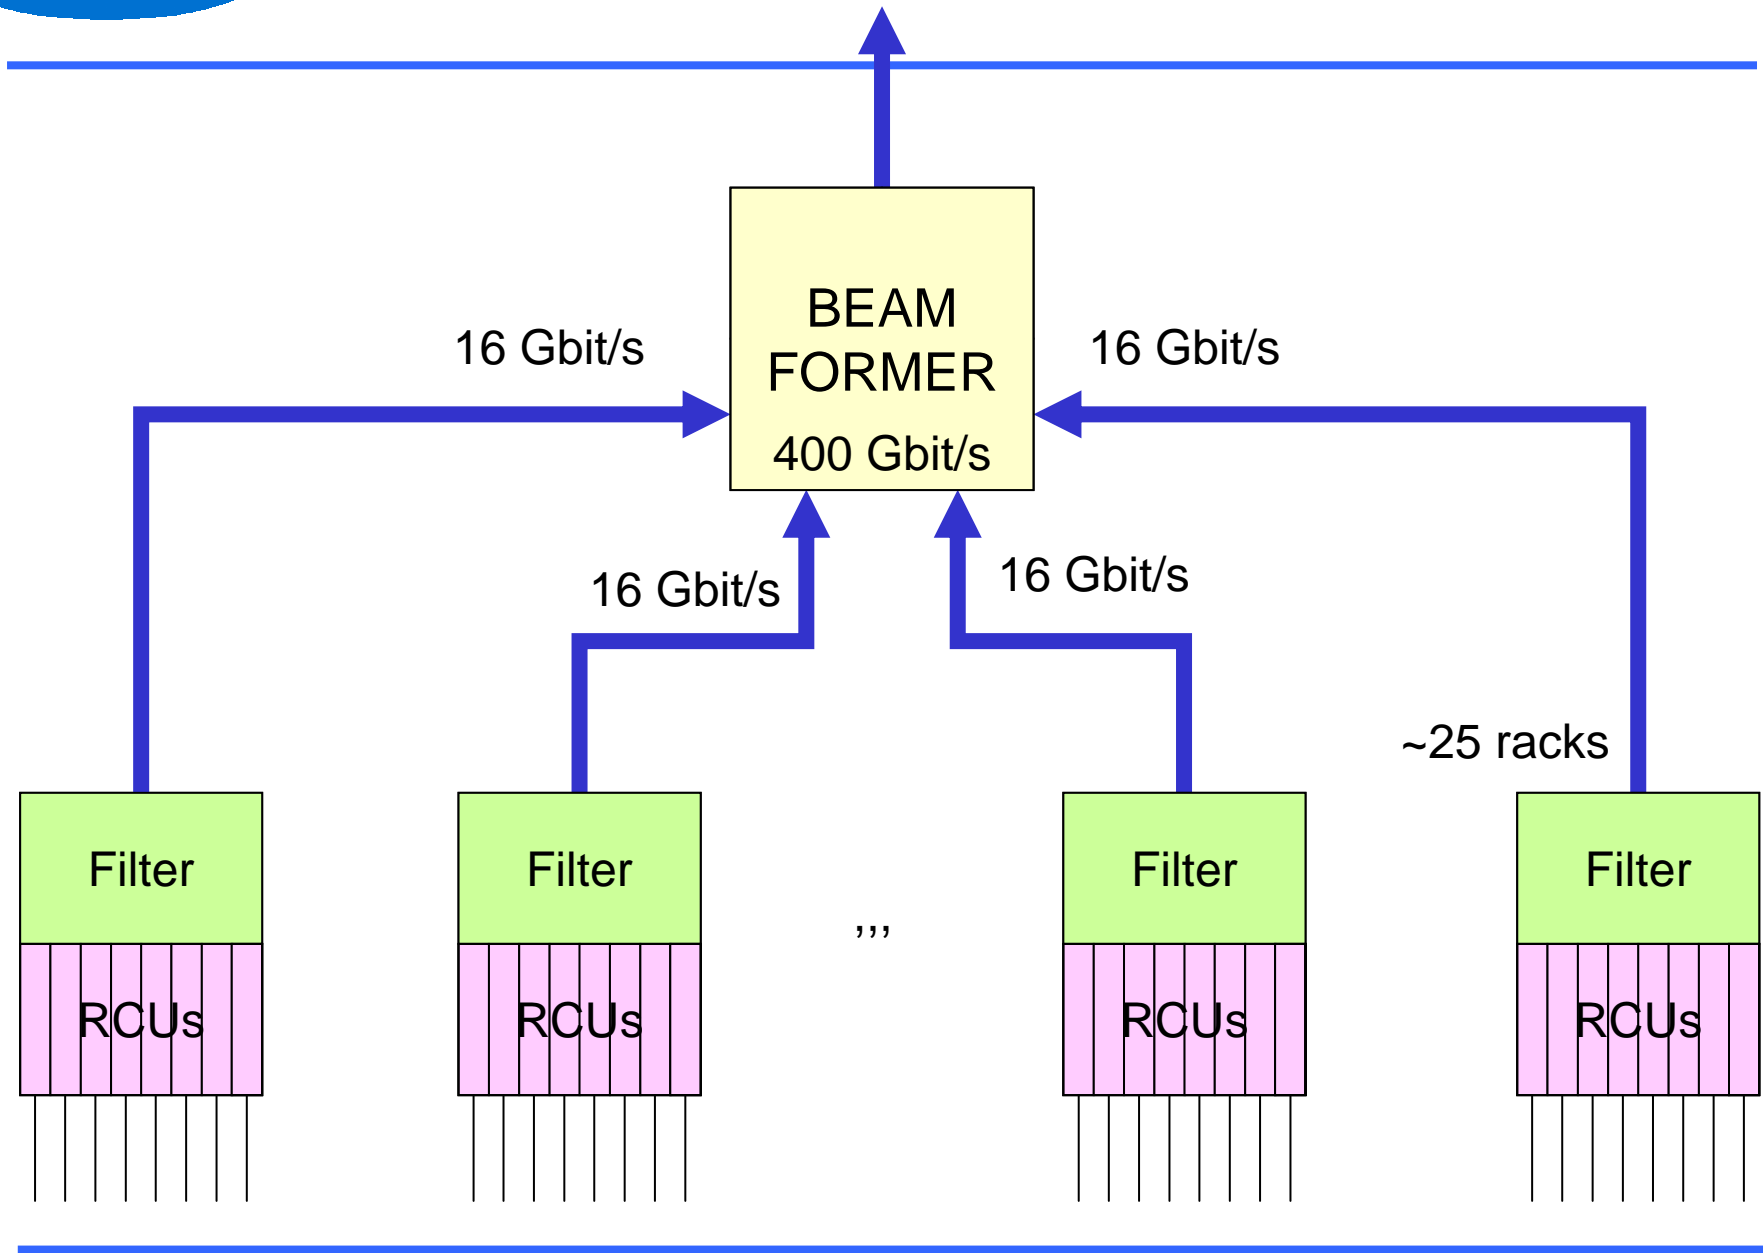 BEAM
FORMER
400 Gbit/s
16 Gbit/s
16 Gbit/s
16 Gbit/s
16 Gbit/s
~25 racks
Filter
Filter
Filter
Filter
,,,
RCUs
RCUs
RCUs
RCUs